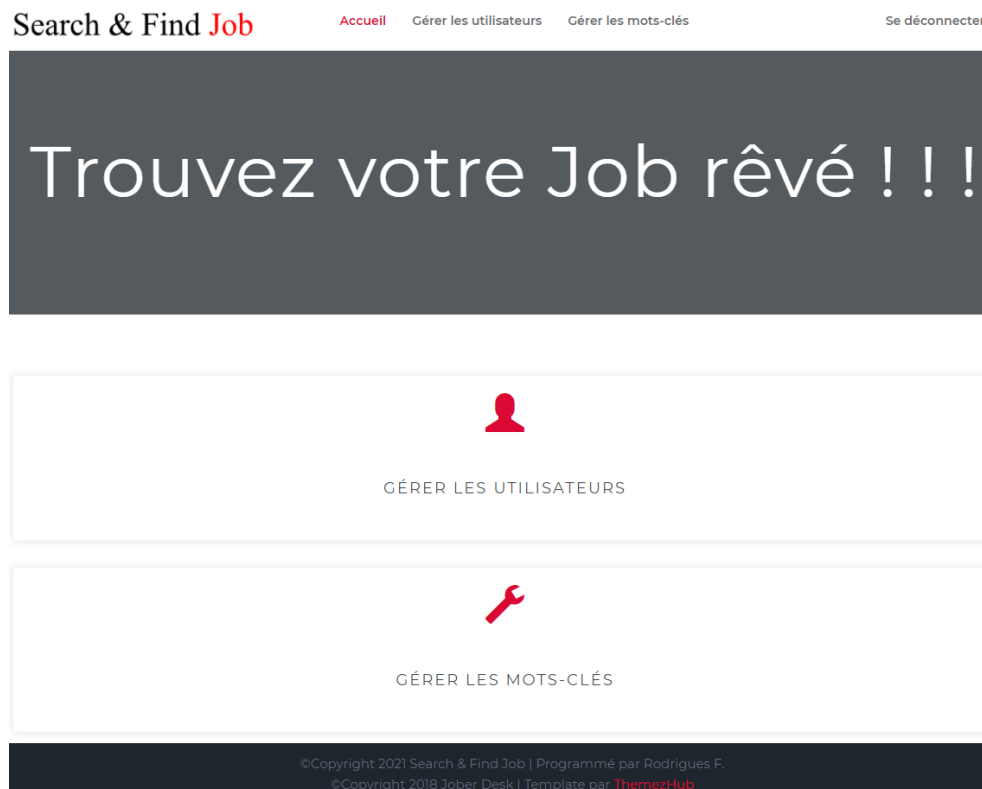 Search & Find Job
Accueil Gérer les utilisateurs Gérer les mots-clés Se déconnecter
Trouvez votre Job rêvé ! ! !
GÉRER LES UTILISATEURS
GÉRER LES MOTS-CLÉS
©Copyright 2021 Search & Find Job | Programmé par Rodrigues F.
©Copyright 2018 Jober Desk | Template par ThemezHub